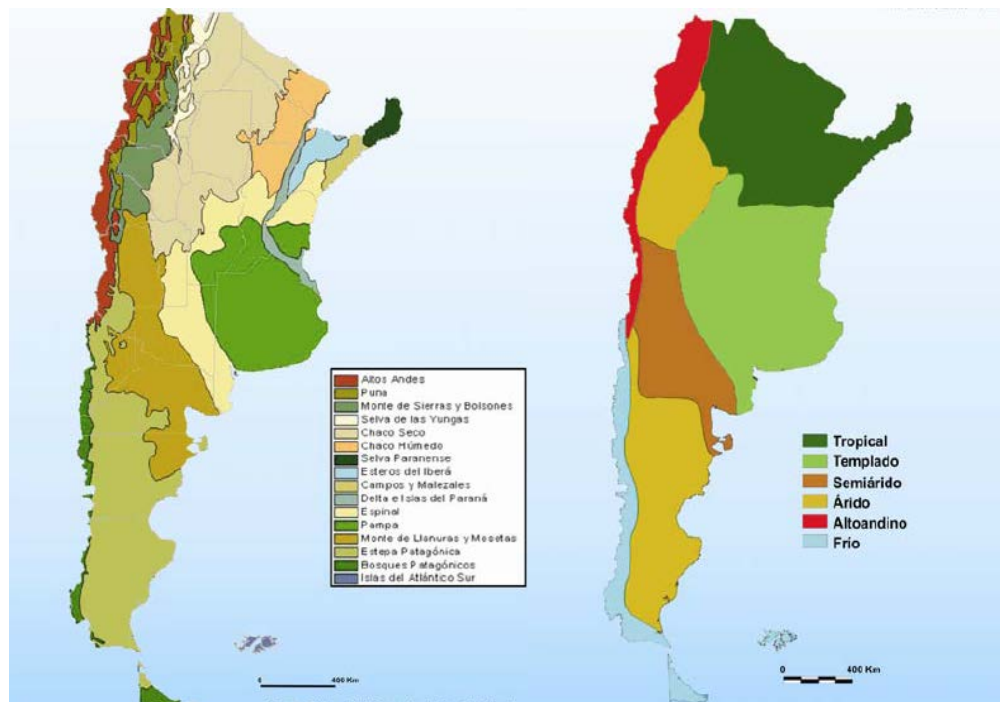 Altos Andes
Puna
Monte de Sierras y Bolsones
Selva de las Yungas
Chaco Seco
Chaco Húmedo
Selva Paranense
Esteros del Iberá
Campos y Malezales
Delta e Islas del Paraná
Espinal
Pampa
Monte de Llanuras y Mesetas
Estepa Patagónica
Bosques Patagónicos
Islas del Atlántico Sur
0 400 Km
Tropical
Templado
Semiárido
Árido
Altoandino
Frío
0 400 Km